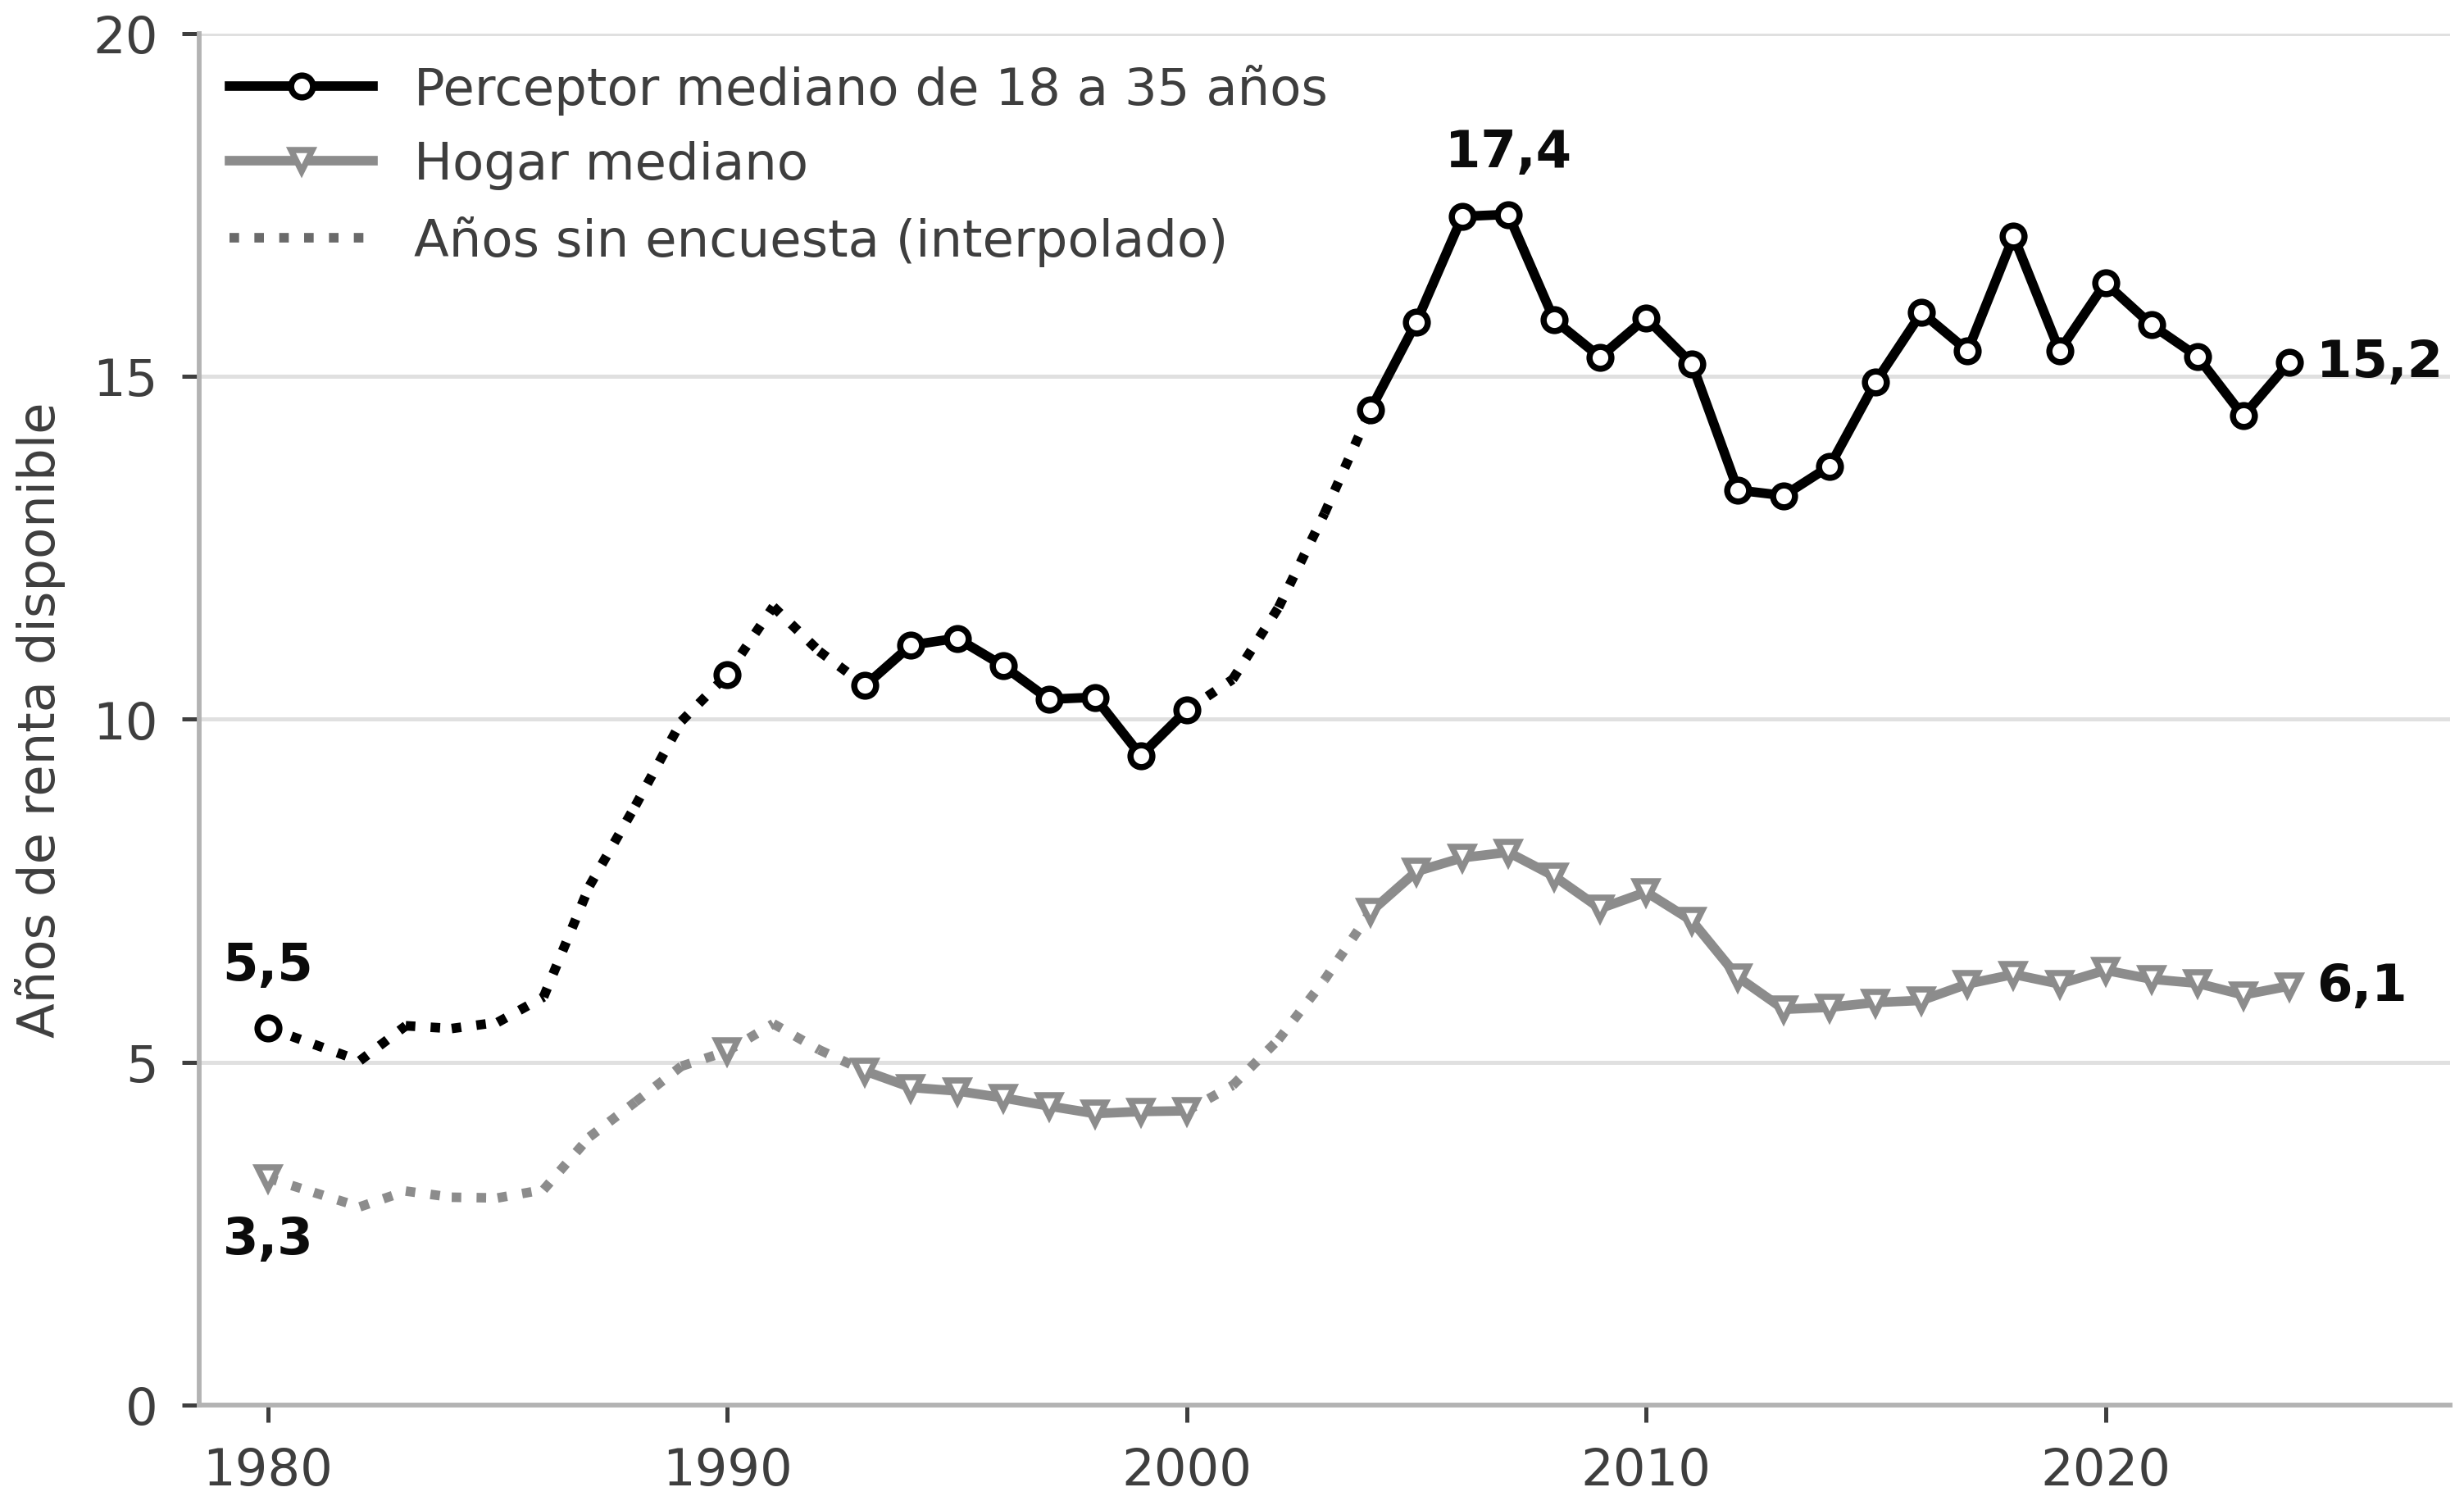 20
Perceptor mediano de 18 a 35 años
Hogar mediano
Años sin encuesta (interpolado)
17,4
15
15,2
Años de renta disponible
10
5,5
6,1
5
3,3
0
1980 1990 2000 2010 2020